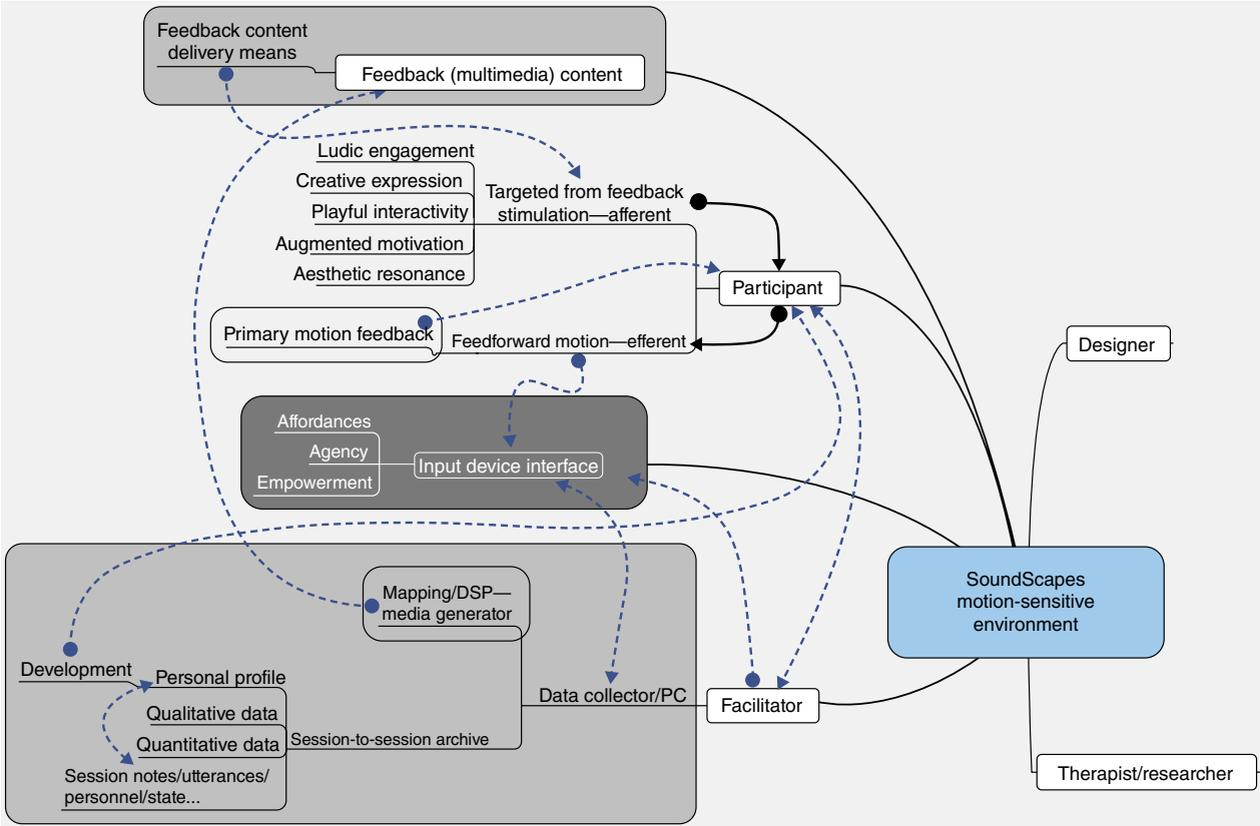 Feedback content
delivery means
Feedback (multimedia) content
Ludic engagement
Creative expression
Playful interactivity
Augmented motivation
Aesthetic resonance
Targeted from feedback
stimulation—afferent
Participant
Primary motion feedback
Feedforward motion—efferent
Designer
Affordances
Agency
Empowerment
Input device interface
SoundScapes
motion-sensitive
environment
Mapping/DSP—
media generator
Development
Personal profile
Qualitative data
Quantitative data
Session notes/utterances/
personnel/state...
Session-to-session archive
Data collector/PC
Facilitator
Therapist/researcher